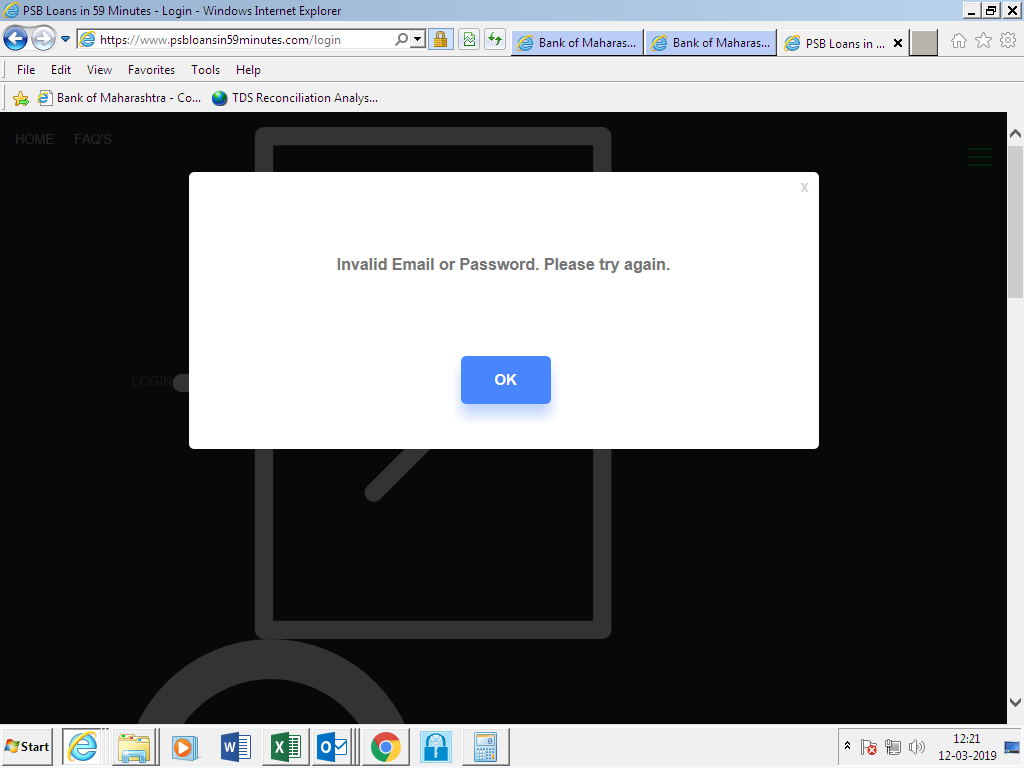 PSB Loans in 59 Minutes - Login - Windows Internet Explorer
https://www.psbloansin59minutes.com/login
Bank of Maharas...
Bank of Maharas...
PSB Loans in ...
File Edit View Favorites Tools Help
Bank of Maharashtra - Co...
TDS Reconciliation Analys...
HOME FAQ'S
x
Invalid Email or Password. Please try again.
OK
LOGIN
Start
12:21
12-03-2019